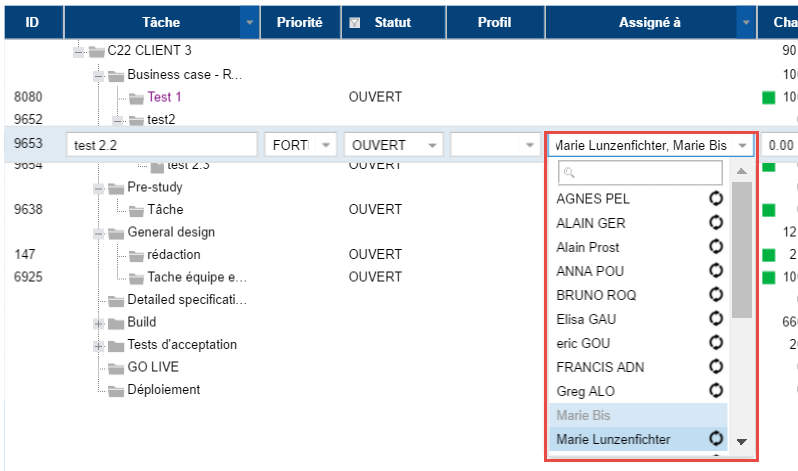 ID Tâche Priorité Statut Profil Assigné à Cha
C22 CLIENT 3 90
Business case - R... 10
8080 Test 1 OUVERT 10
9652 test2
9653 test 2.2 FORT OUVERT Marie Lunzenfichter, Marie Bis 0.00
9654 test 2.3 OUVERT
Pre-study AGNES PEL
9638 Tâche OUVERT ALAIN GER
General design Alain Prost 12
147 rédaction OUVERT ANNA POU 2
6925 Tache équipe e... OUVERT BRUNO ROQ 10
Detailed specificati... Elisa GAU
Build eric GOU 66
Tests d'acceptation FRANCIS ADN 2
GO LIVE Greg ALO
Déploiement Marie Bis
Marie Lunzenfichter